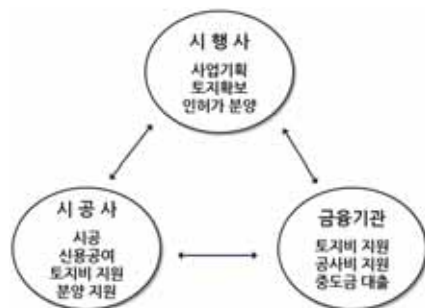 시 행 사
사업기획
토지확보
인허가 분양
시 공 사
시공
신용공여
토지비 지원
분양 지원
금융기관
토지비 지원
공사비 지원
중도금 대출